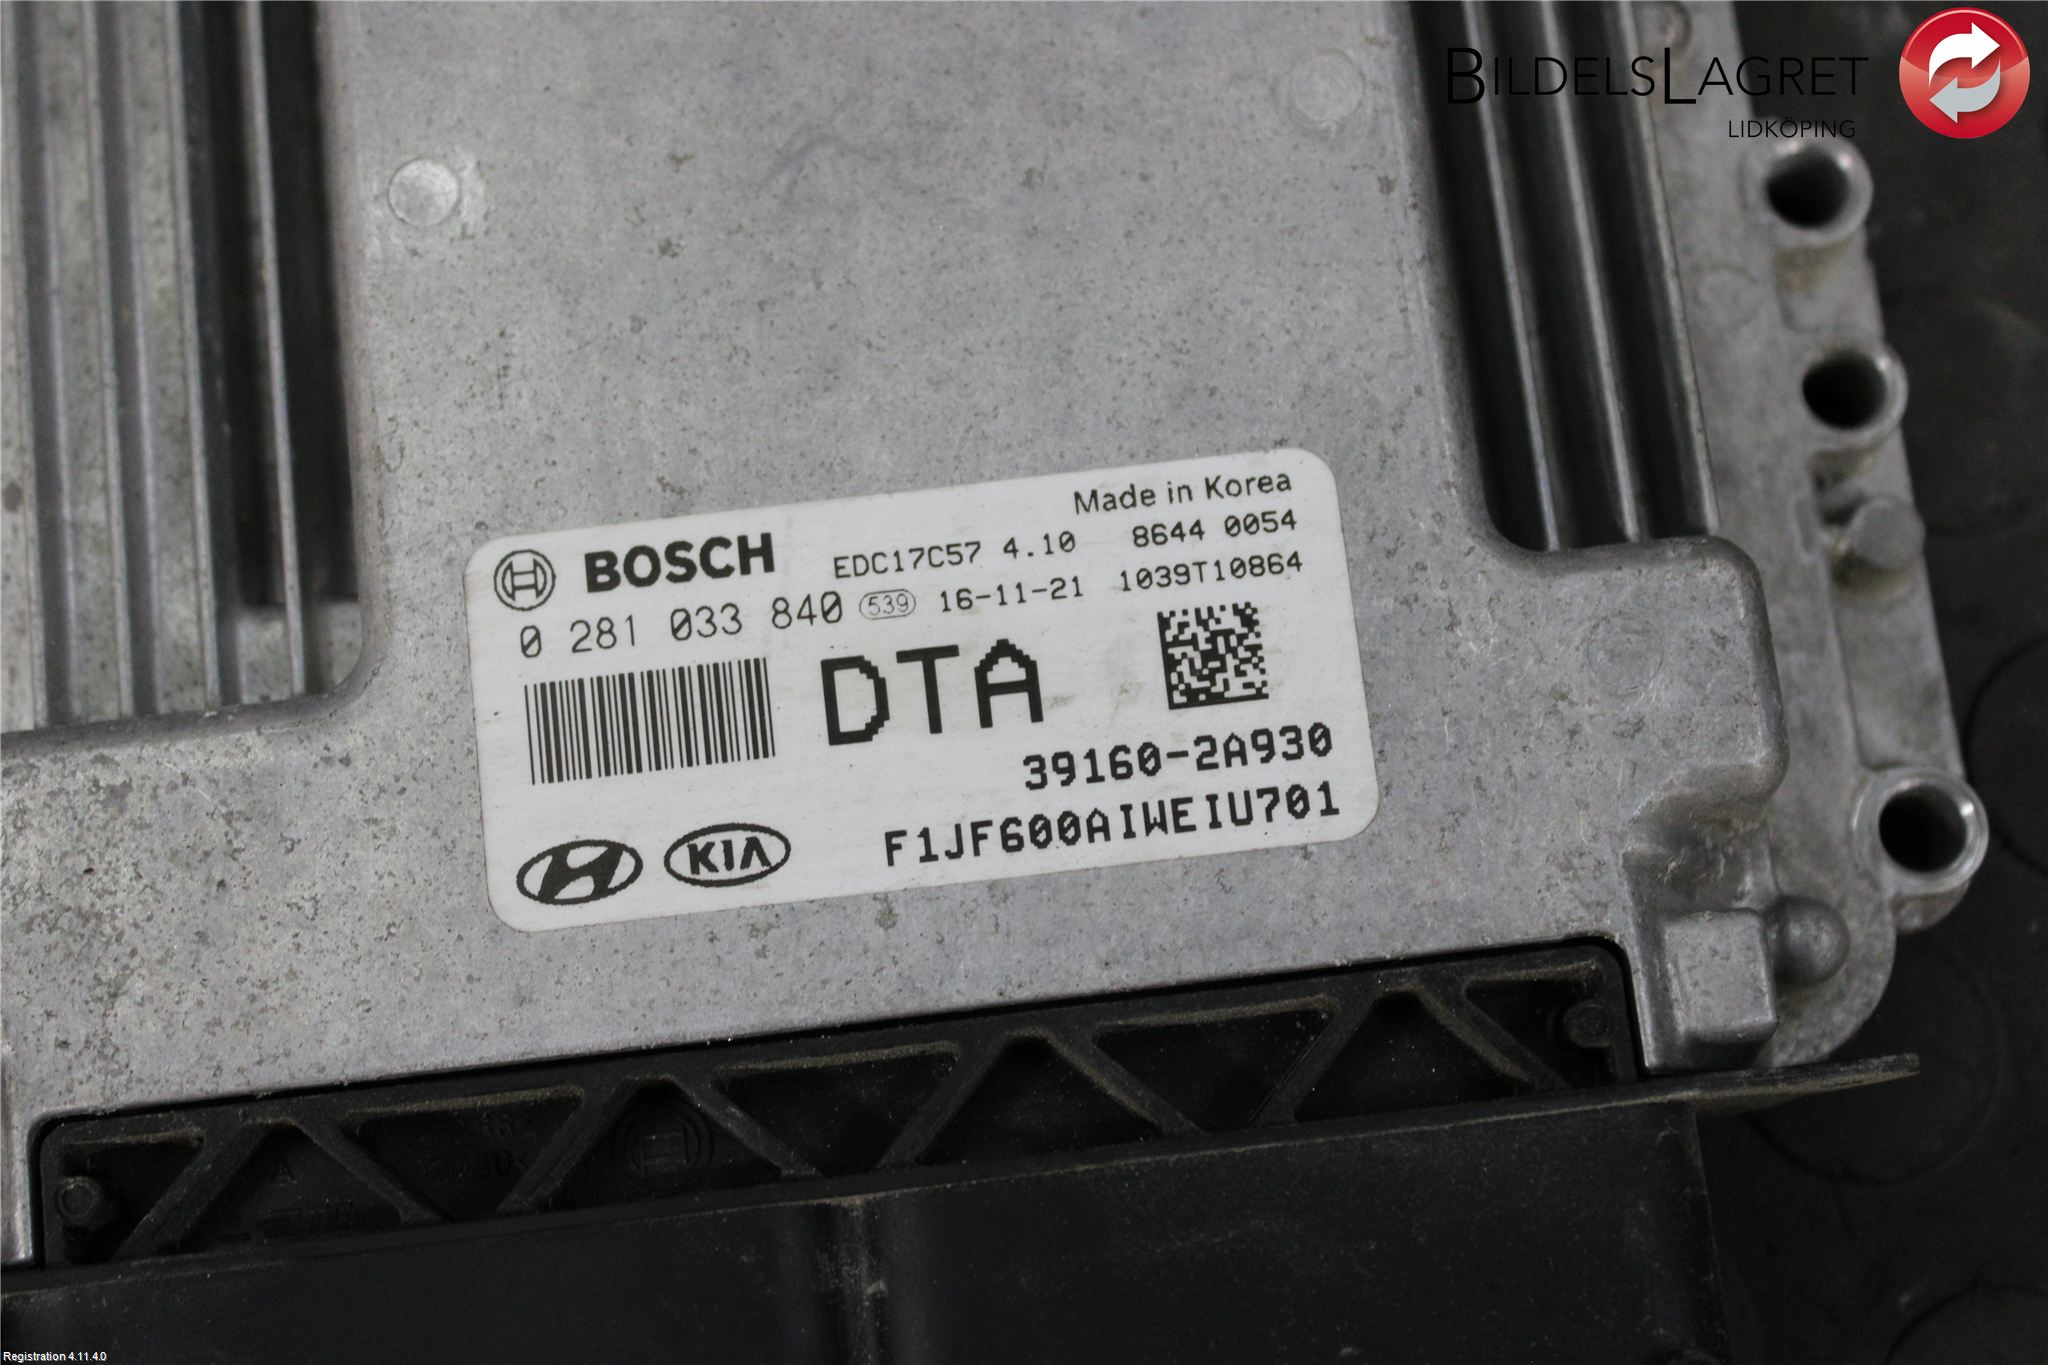 BILDELSLAGRET
LIDKÖPING
Made in Korea
BOSCH EDC17C57 4.10 8644 0054
0 281 033 840 539 16-11-21 1039T10864
DTA
39160-2A930
KIA F1JF600AIWEIU701
Registration 4.11.4.0